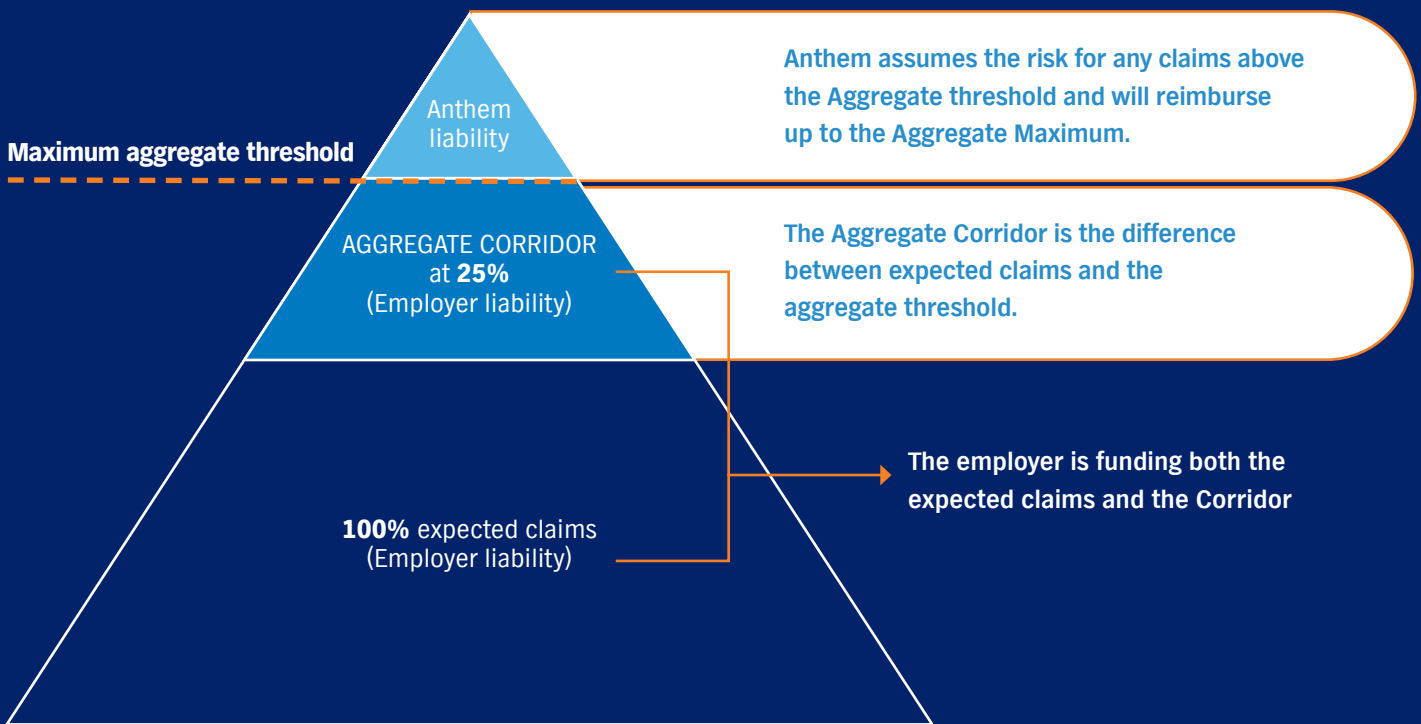 Anthem assumes the risk for any claims above
the Aggregate threshold and will reimburse
up to the Aggregate Maximum.
Anthem
liability
Maximum aggregate threshold
AGGREGATE CORRIDOR
at 25%
(Employer liability)
The Aggregate Corridor is the difference
between expected claims and the
aggregate threshold.
The employer is funding both the
expected claims and the Corridor
100% expected claims
(Employer liability)